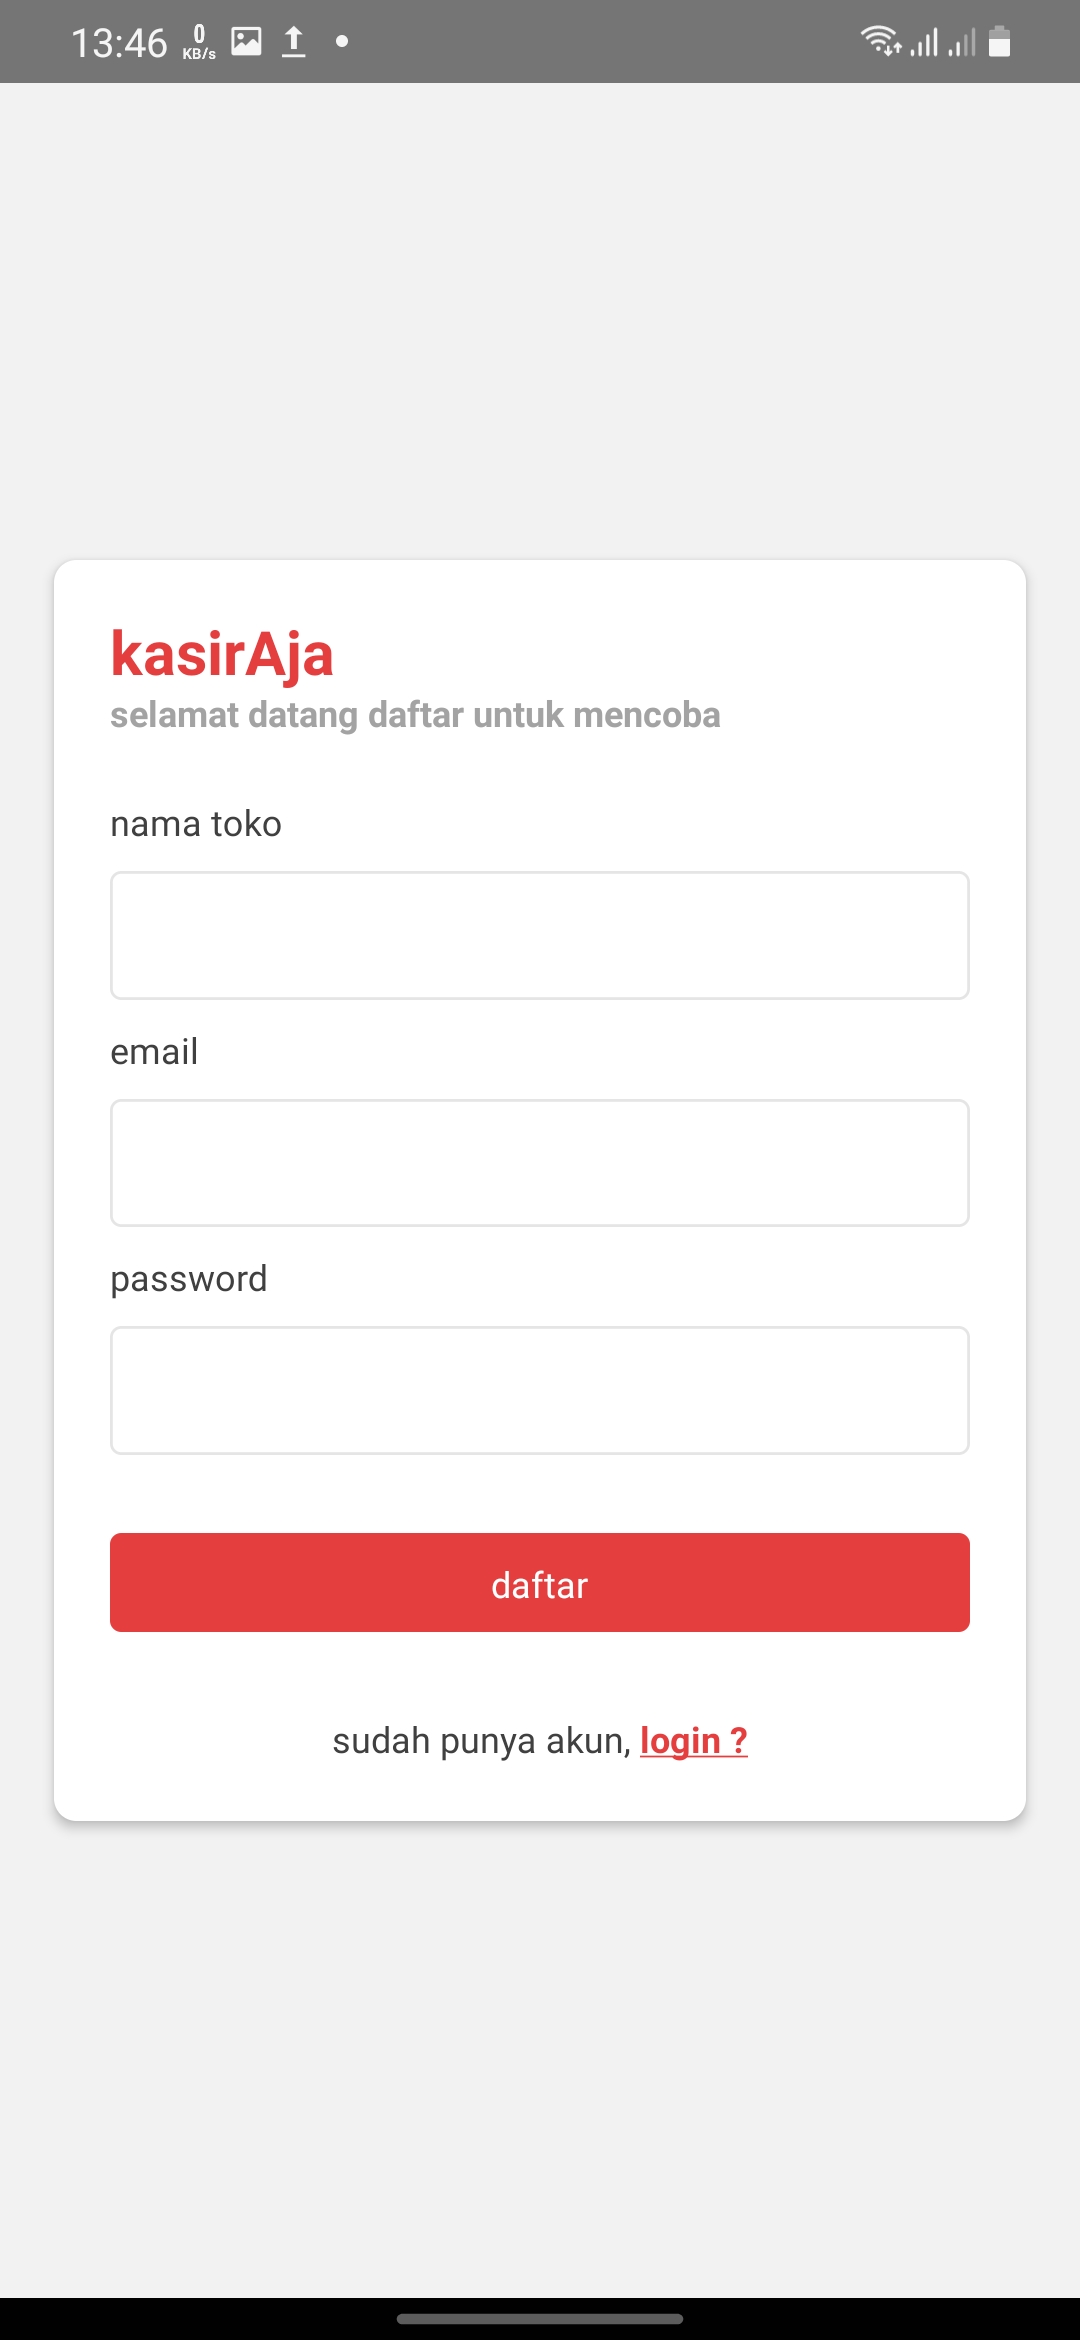 13:46 0 KB/s
kasirAja
selamat datang daftar untuk mencoba
nama toko
email
password
daftar
sudah punya akun, login ?